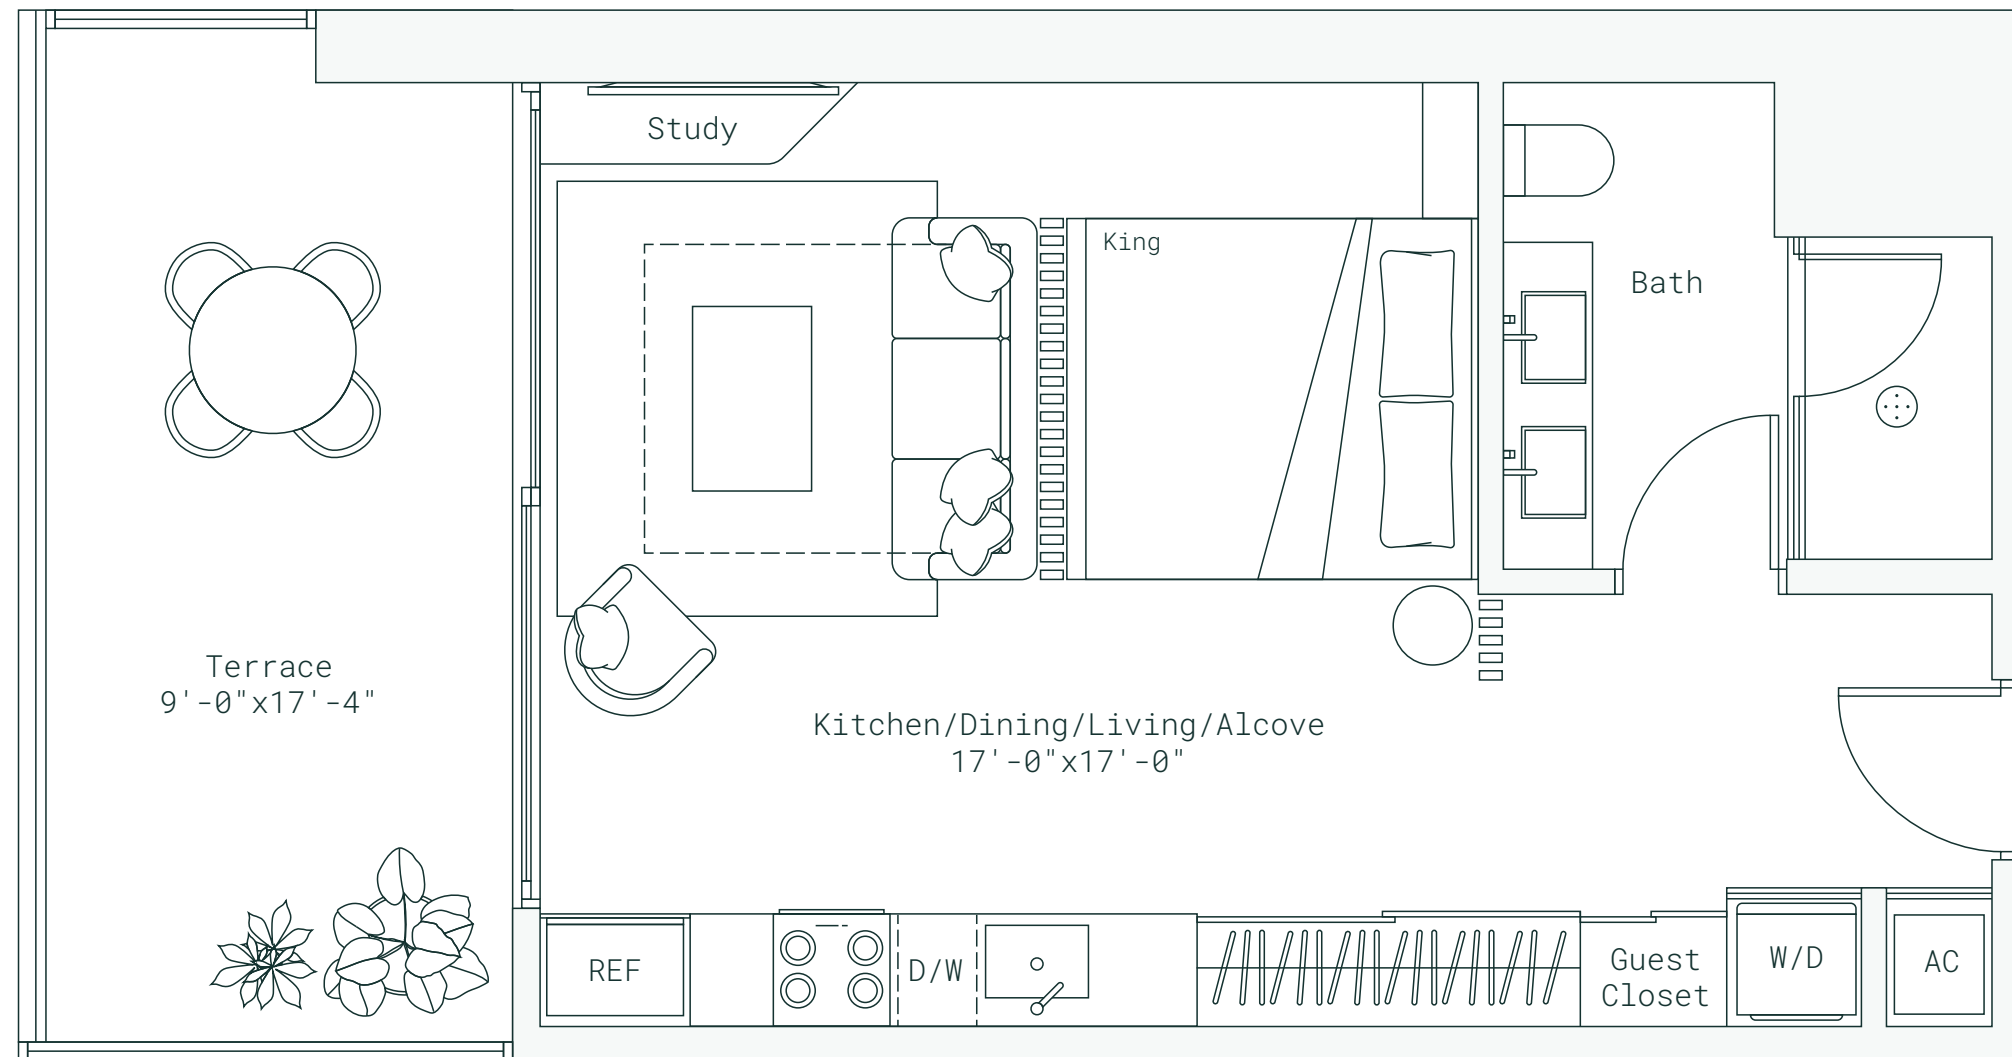 Study
King
Bath
Terrace
9'-0"x17'-4"
Kitchen/Dining/Living/Alcove
17'-0"x17'-0"
REF
D/W
Guest
Closet
W/D
AC